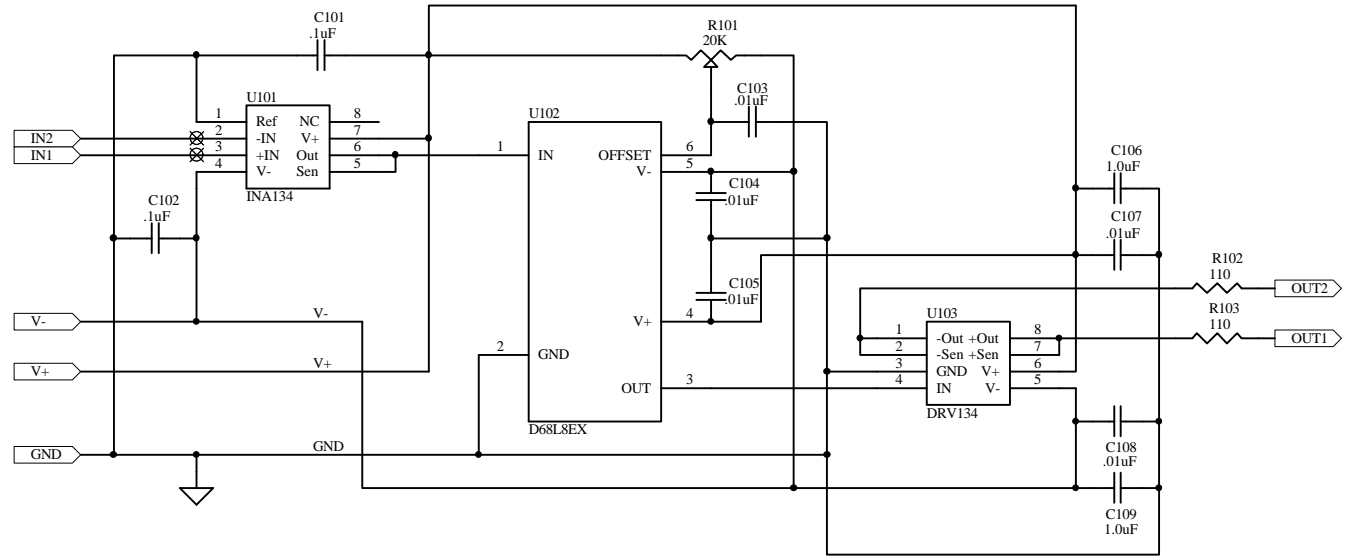 C101
.1uF
R101
20K
C103
.01uF
U101
1 Ref NC 8
2 -IN V+ 7
3 +IN Out 6
4 V- Sen 5
INA134
IN2
IN1
U102
1 IN
OFFSET 6
V- 5
C104
.01uF
C106
1.0uF
C102
.1uF
C107
.01uF
C105
.01uF
R102
110
OUT2
R103
110
OUT1
V-
V-
V+ 4
U103
1 -Out +Out 8
2 -Sen +Sen 7
3 GND V+ 6
4 IN V- 5
DRV134
2 GND
V+
V+
OUT 3
D68L8EX
GND
GND
C108
.01uF
C109
1.0uF